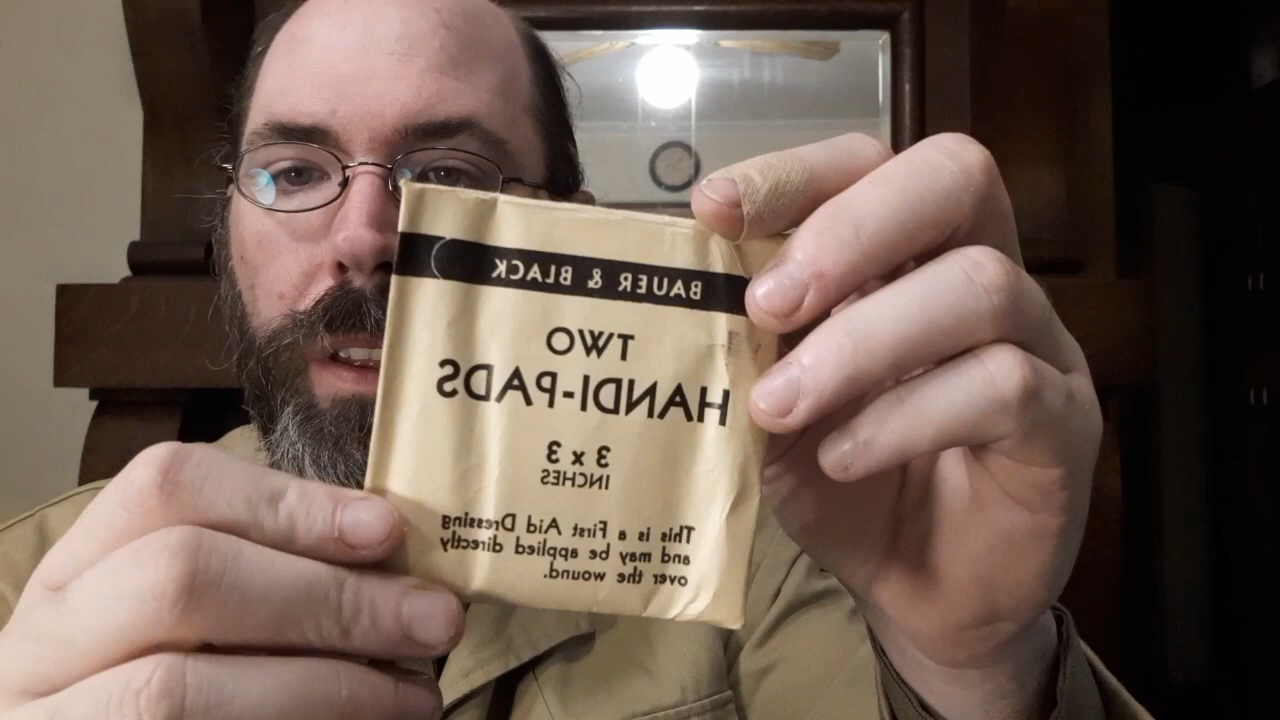 BAUER & BLACK
TWO
HANDI-PADS
3 x 3
INCHES
This is a First Aid Dressing
and may be applied directly
over the wound.